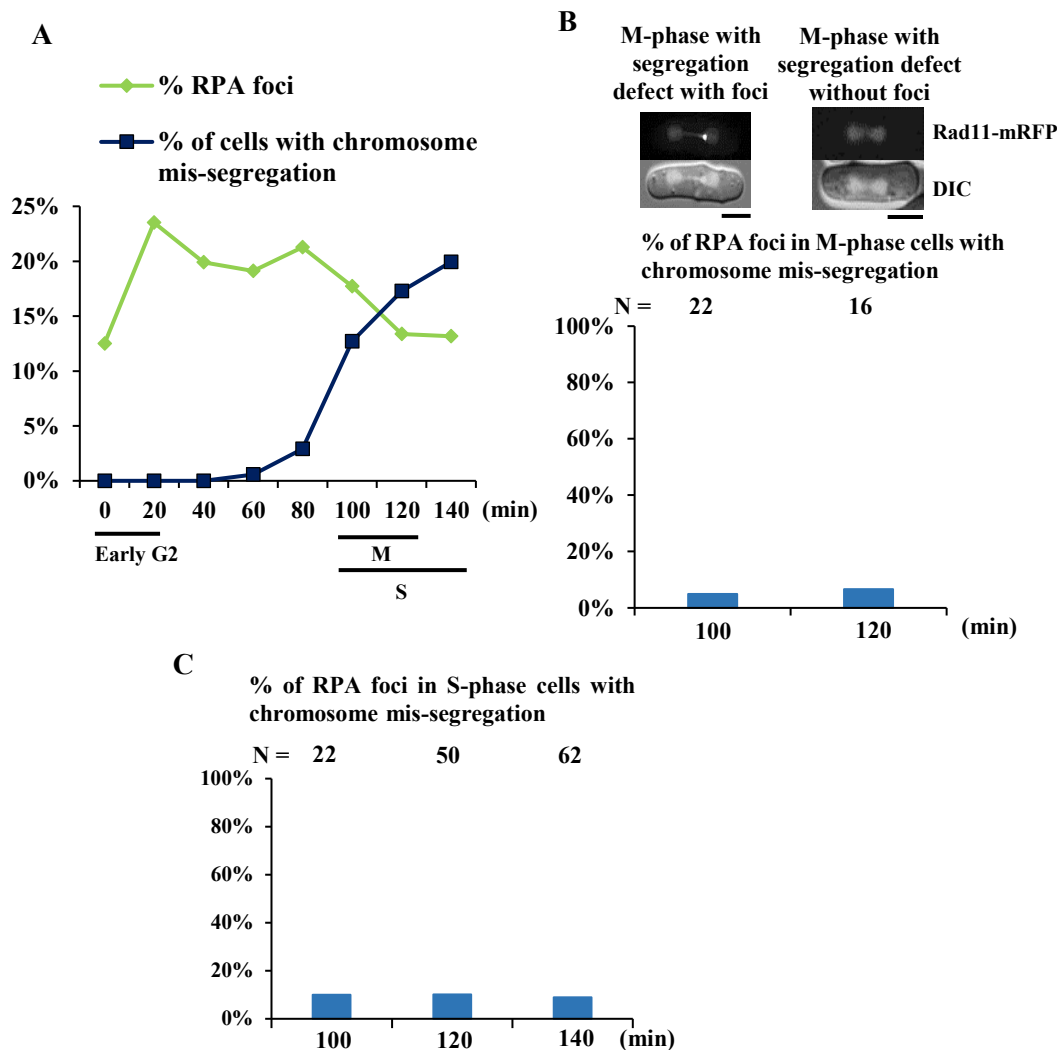 A
% RPA foci
% of cells with chromosome
mis-segregation
25%
20%
15%
10%
5%
0%
0 20 40 60 80 100 120 140 (min)
Early G2
M
S
B
M-phase with
segregation
defect with foci
M-phase with
segregation defect
without foci
Rad11-mRFP
DIC
% of RPA foci in M-phase cells with
chromosome mis-segregation
N = 22 16
100%
80%
60%
40%
20%
0%
100 120 (min)
C
% of RPA foci in S-phase cells with
chromosome mis-segregation
N = 22 50 62
100%
80%
60%
40%
20%
0%
100 120 140 (min)